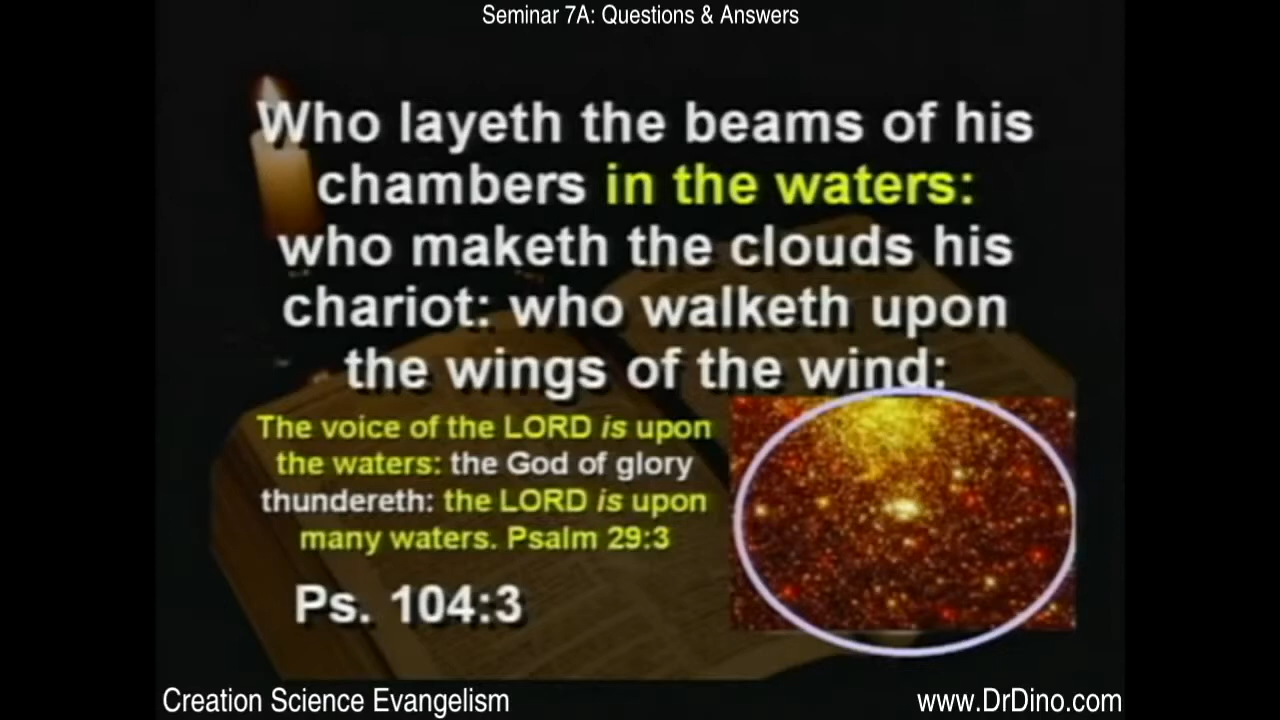 Seminar 7A: Questions & Answers
Who layeth the beams of his
chambers in the waters:
who maketh the clouds his
chariot: who walketh upon
the wings of the wind:
The voice of the LORD is upon
the waters: the God of glory
thundereth: the LORD is upon
many waters. Psalm 29:3
Ps. 104:3
Creation Science Evangelism
www.DrDino.com